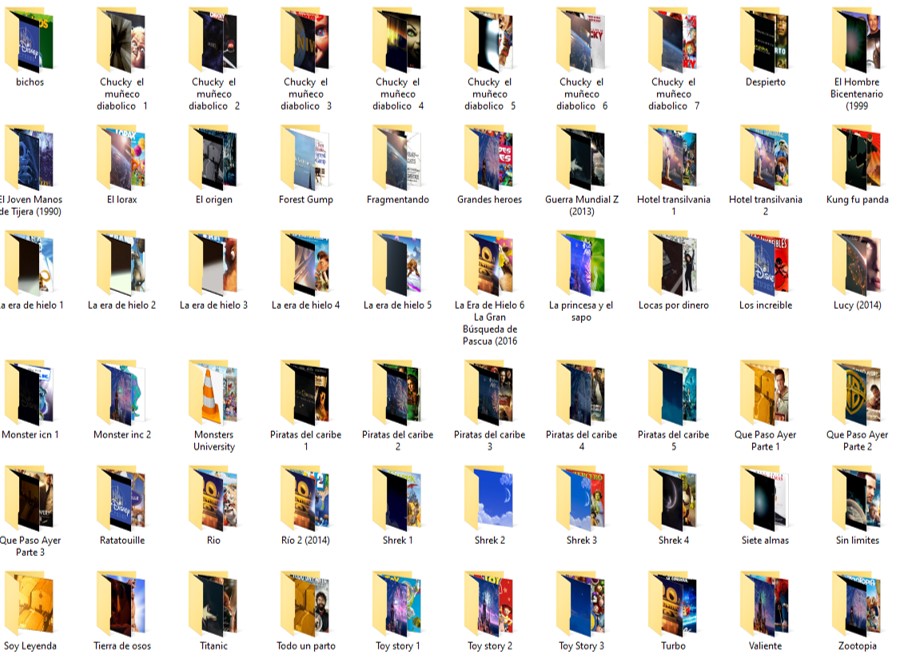 bichos
Chucky el
muñeco
diabolico 1
Chucky el
muñeco
diabolico 2
Chucky el
muñeco
diabolico 3
Chucky el
muñeco
diabolico 4
Chucky el
muñeco
diabolico 5
Chucky el
muñeco
diabolico 6
Chucky el
muñeco
diabolico 7
Despierto
El Hombre
Bicentenario
(1999
El Joven Manos
de Tijera (1990)
El lorax
El origen
Forest Gump
Fragmentando
Grandes heroes
Guerra Mundial Z
(2013)
Hotel transilvania
1
Hotel transilvania
2
Kung fu panda
La era de hielo 1
La era de hielo 2
La era de hielo 3
La era de hielo 4
La era de hielo 5
La Era de Hielo 6
La Gran
Búsqueda de
Pascua (2016
La princesa y el
sapo
Locas por dinero
Los increible
Lucy (2014)
Monster icn 1
Monster inc 2
Monsters
University
Piratas del caribe
1
Piratas del caribe
2
Piratas del caribe
3
Piratas del caribe
4
Piratas del caribe
5
Que Paso Ayer
Parte 1
Que Paso Ayer
Parte 2
Que Paso Ayer
Parte 3
Ratatouille
Rio
Río 2 (2014)
Shrek 1
Shrek 2
Shrek 3
Shrek 4
Siete almas
Sin limites
Soy Leyenda
Tierra de osos
Titanic
Todo un parto
Toy story 1
Toy story 2
Toy Story 3
Turbo
Valiente
Zootopia